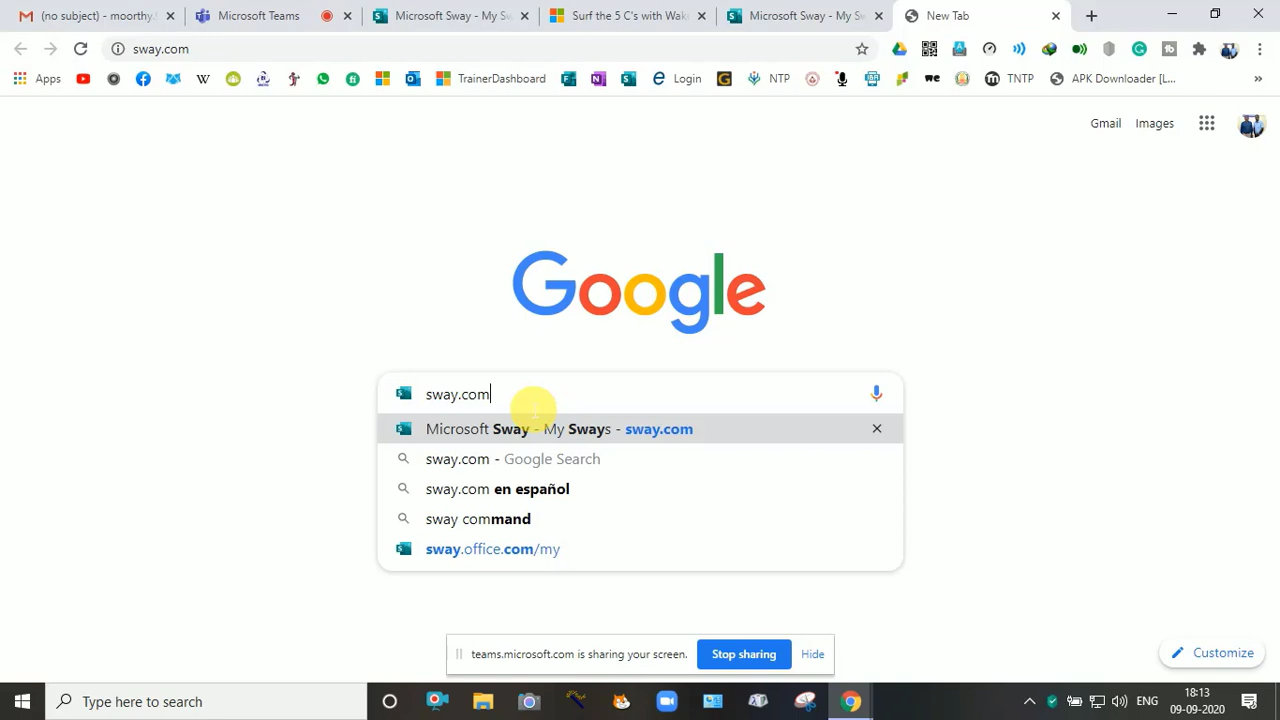 (no subject) - moorthy.
Microsoft Teams
Microsoft Sway - My Sw
Surf the 5 C's with Wak
Microsoft Sway - My Sw
New Tab
sway.com
Apps
TrainerDashboard
Login
NTP
TNTP
APK Downloader [L...
Gmail
Images
Google
sway.com
Microsoft Sway - My Sways - sway.com
sway.com - Google Search
sway.com en español
sway command
sway.office.com/my
teams.microsoft.com is sharing your screen.
Stop sharing
Hide
Customize
Type here to search
ENG
18:13
09-09-2020